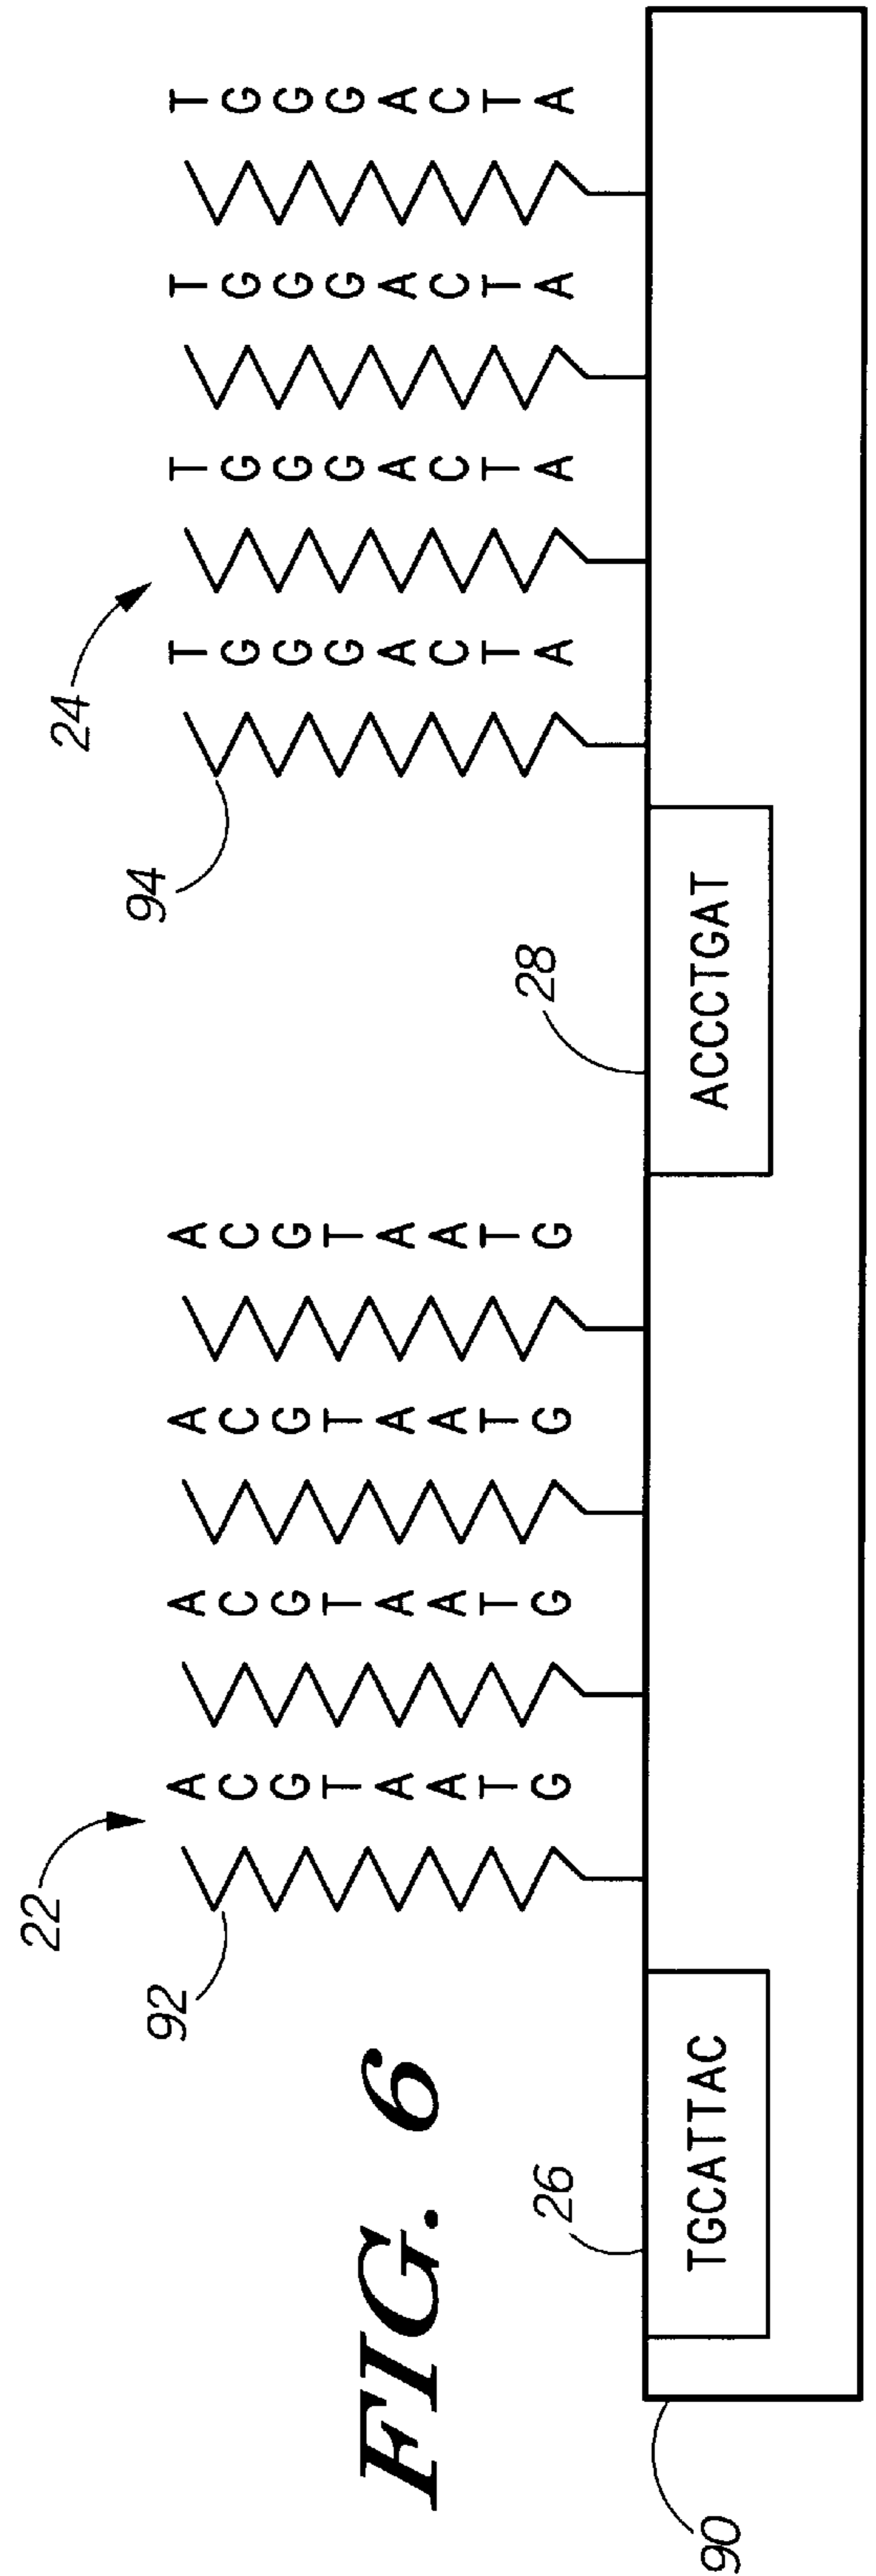 FIG. 6
22
24
92
94
ACGTAATG
ACGTAATG
ACGTAATG
ACGTAATG
TGGGACTA
TGGGACTA
TGGGACTA
TGGGACTA
26
28
TGCATTAC
ACCCTGAT
90